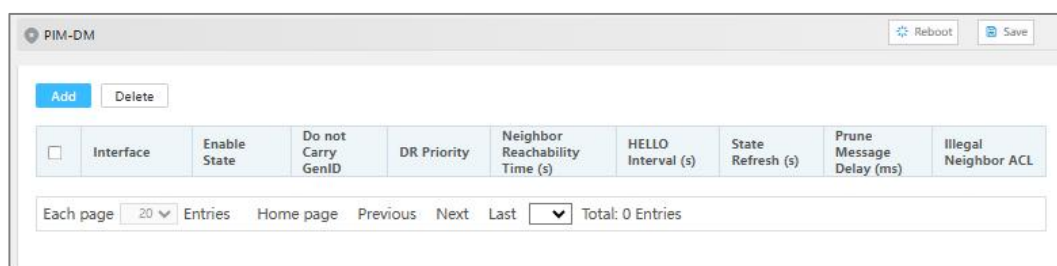 PIM-DM Reboot Save
Add Delete
Interface Enable State Do not Carry GenID DR Priority Neighbor Reachability Time (s) HELLO Interval (s) State Refresh (s) Prune Message Delay (ms) Illegal Neighbor ACL
Each page 20 Entries Home page Previous Next Last Total: 0 Entries